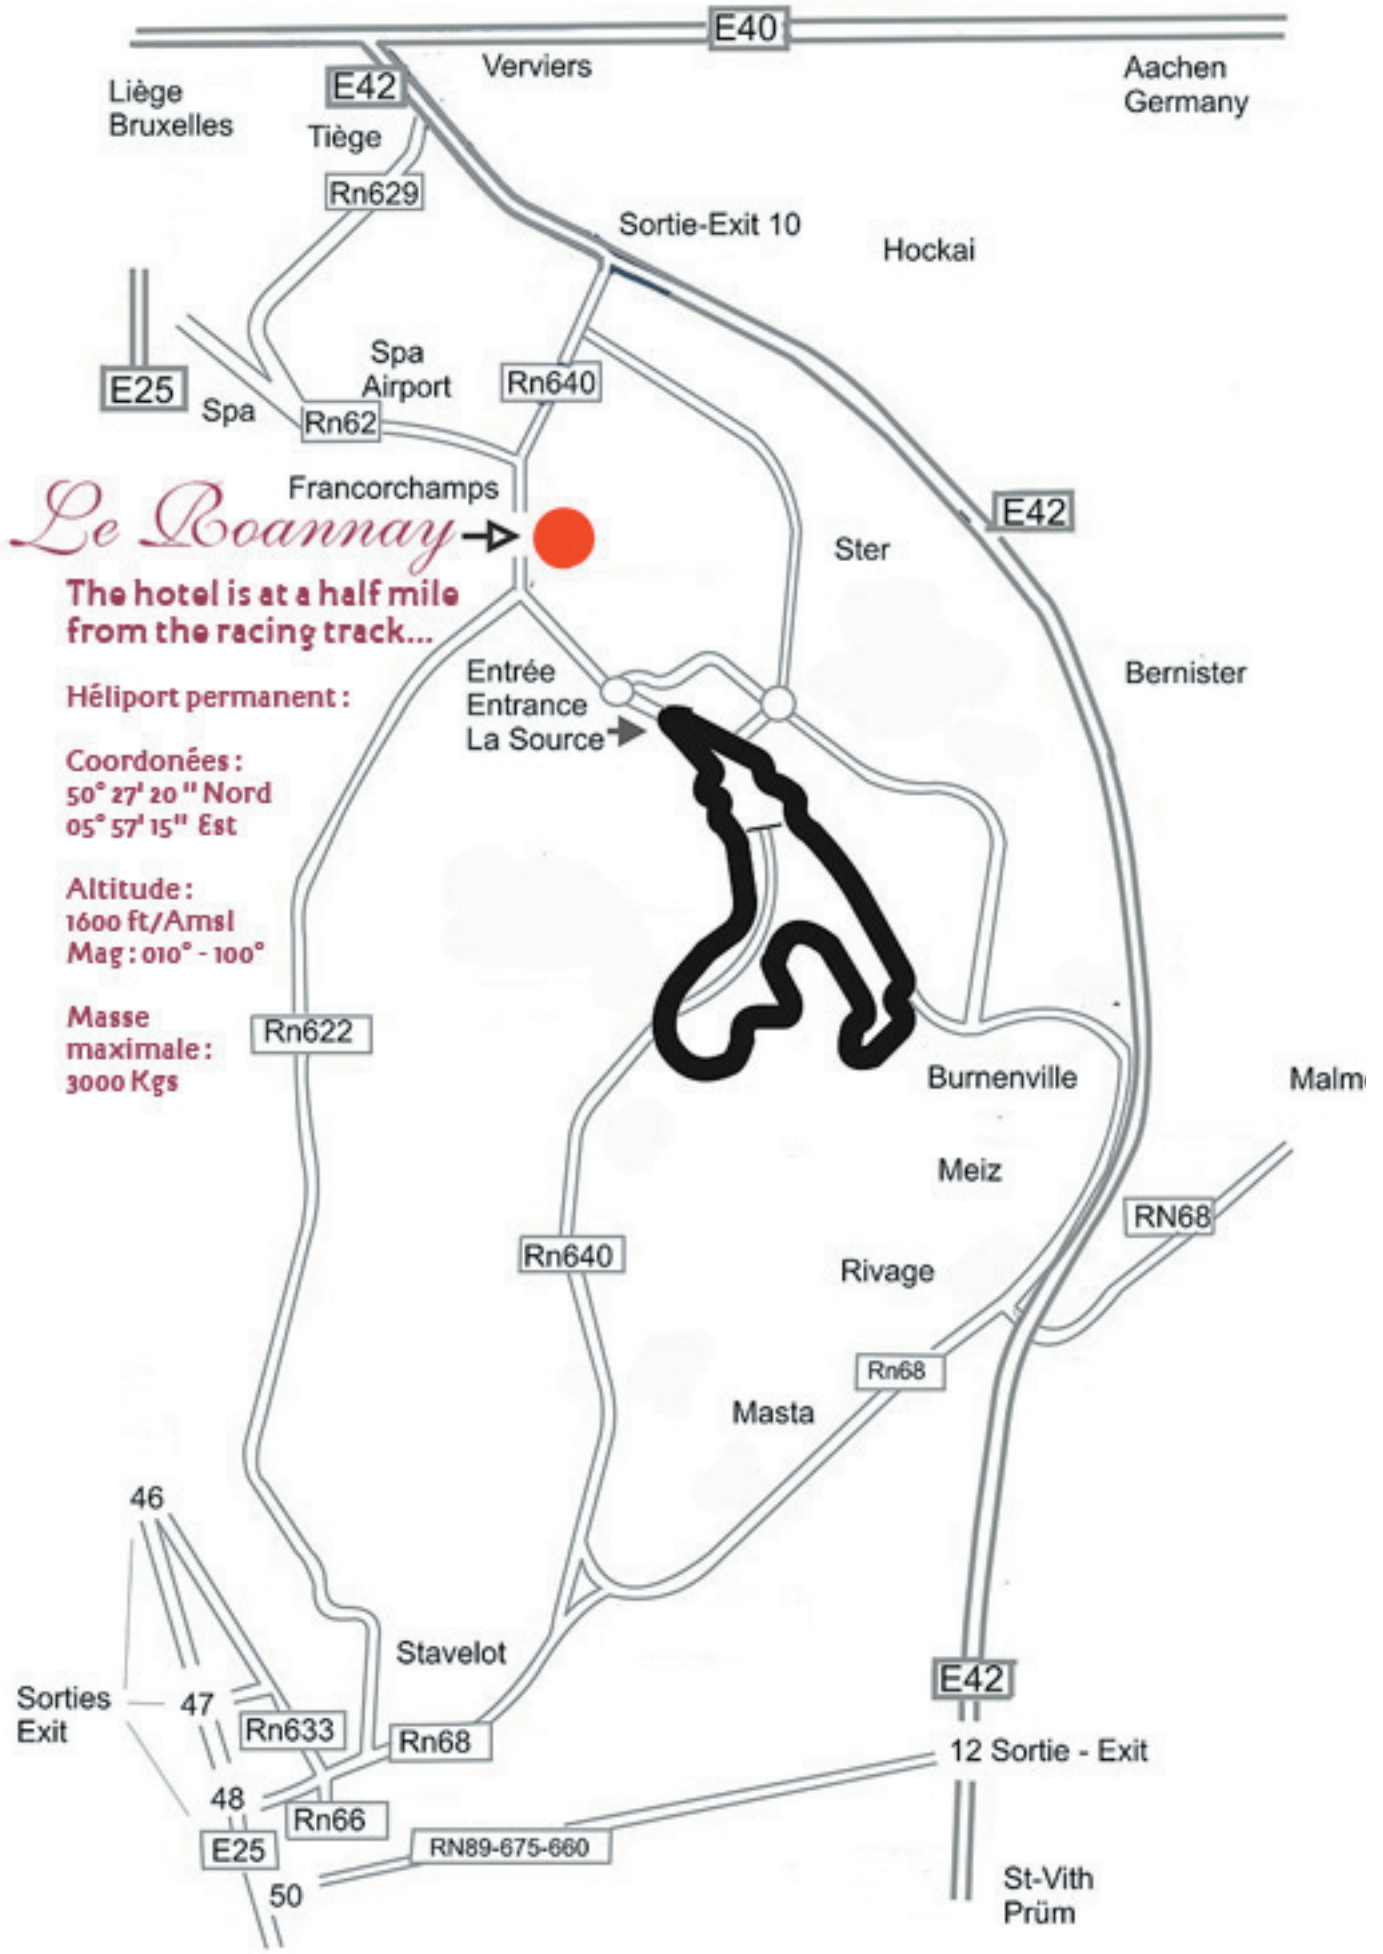 E40
Verviers
Aachen
Germany
E42
Liège
Bruxelles
Tiège
Rn629
Sortie-Exit 10
Hockai
Spa
Airport
Rn640
E25
Spa
Rn62
Francorchamps
E42
Le Roannay
Ster
The hotel is at a half mile
from the racing track...
Entrée
Entrance
La Source
Bernister
Héliport permanent :
Coordonées :
50° 27' 20 " Nord
05° 57' 15" Est
Altitude :
1600 ft/Amsl
Mag : 010° - 100°
Masse
maximale :
3000 Kgs
Rn622
Burnenville
Malm
Meiz
RN68
Rn640
Rivage
Rn68
Masta
46
Stavelot
E42
Sorties
Exit
47
Rn633
Rn68
12 Sortie - Exit
48
Rn66
E25
RN89-675-660
50
St-Vith
Prüm